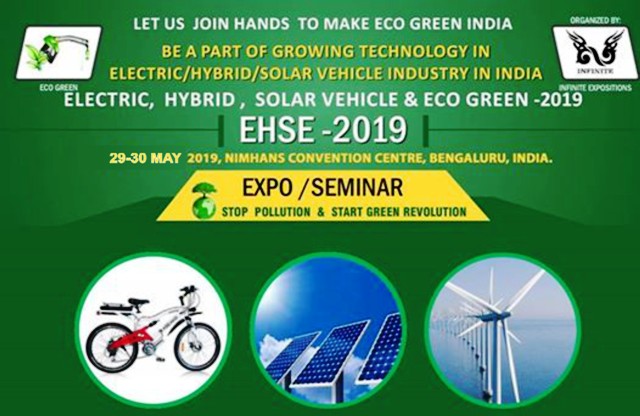 LET US JOIN HANDS TO MAKE ECO GREEN INDIA
ORGANIZED BY:
BE A PART OF GROWING TECHNOLOGY IN
ELECTRIC/HYBRID/SOLAR VEHICLE INDUSTRY IN INDIA
INFINITE
ECO GREEN
INFINITE EXPOSITIONS
ELECTRIC, HYBRID , SOLAR VEHICLE & ECO GREEN -2019
EHSE -2019
29-30 MAY 2019, NIMHANS CONVENTION CENTRE, BENGALURU, INDIA.
EXPO / SEMINAR
STOP POLLUTION & START GREEN REVOLUTION